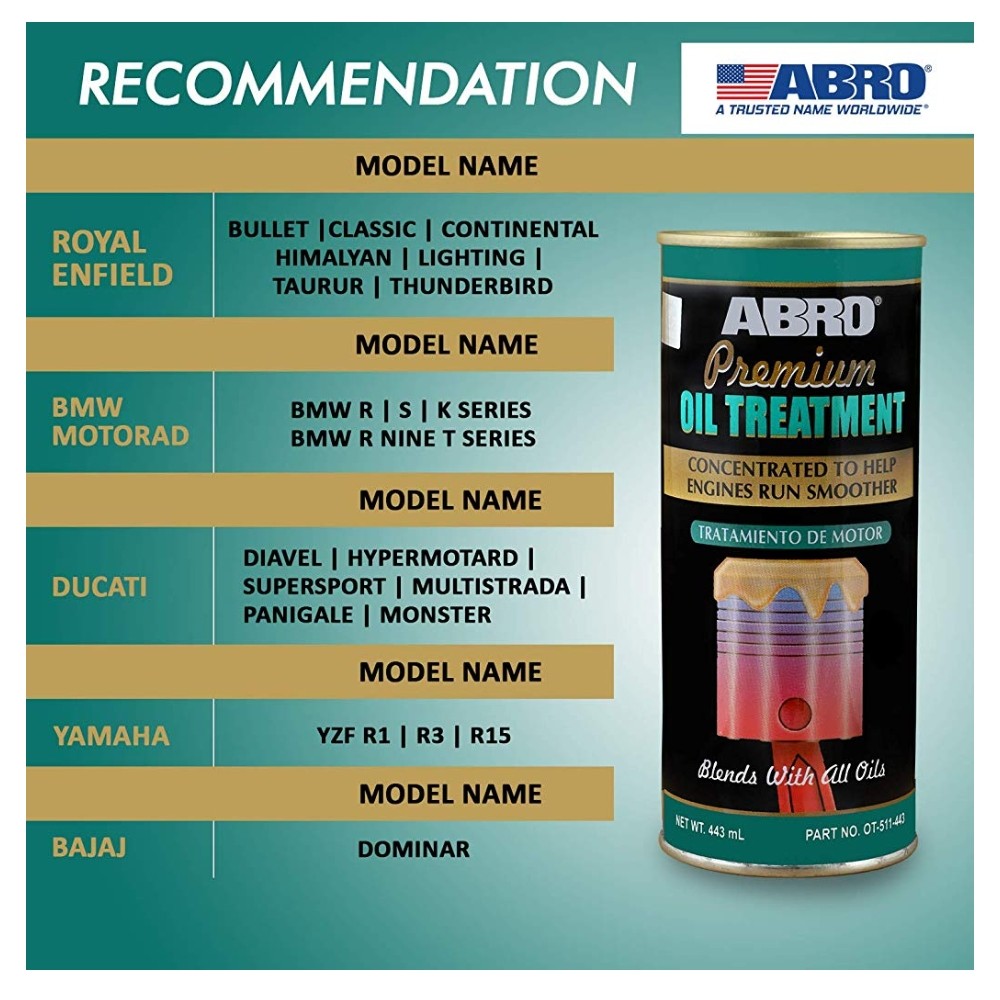 RECOMMENDATION
ABRO®
A TRUSTED NAME WORLDWIDE®
MODEL NAME
ROYAL
ENFIELD
BULLET |CLASSIC | CONTINENTAL
HIMALYAN | LIGHTING |
TAURUR | THUNDERBIRD
MODEL NAME
BMW
MOTORAD
BMW R | S | K SERIES
BMW R NINE T SERIES
MODEL NAME
DUCATI
DIAVEL | HYPERMOTARD |
SUPERSPORT | MULTISTRADA |
PANIGALE | MONSTER
MODEL NAME
YAMAHA
YZF R1 | R3 | R15
MODEL NAME
BAJAJ
DOMINAR
ABRO®
Premium
OIL TREATMENT
CONCENTRATED TO HELP
ENGINES RUN SMOOTHER
TRATAMIENTO DE MOTOR
Blends With All Oils
NET WT. 443 mL
PART NO. OT-511-443